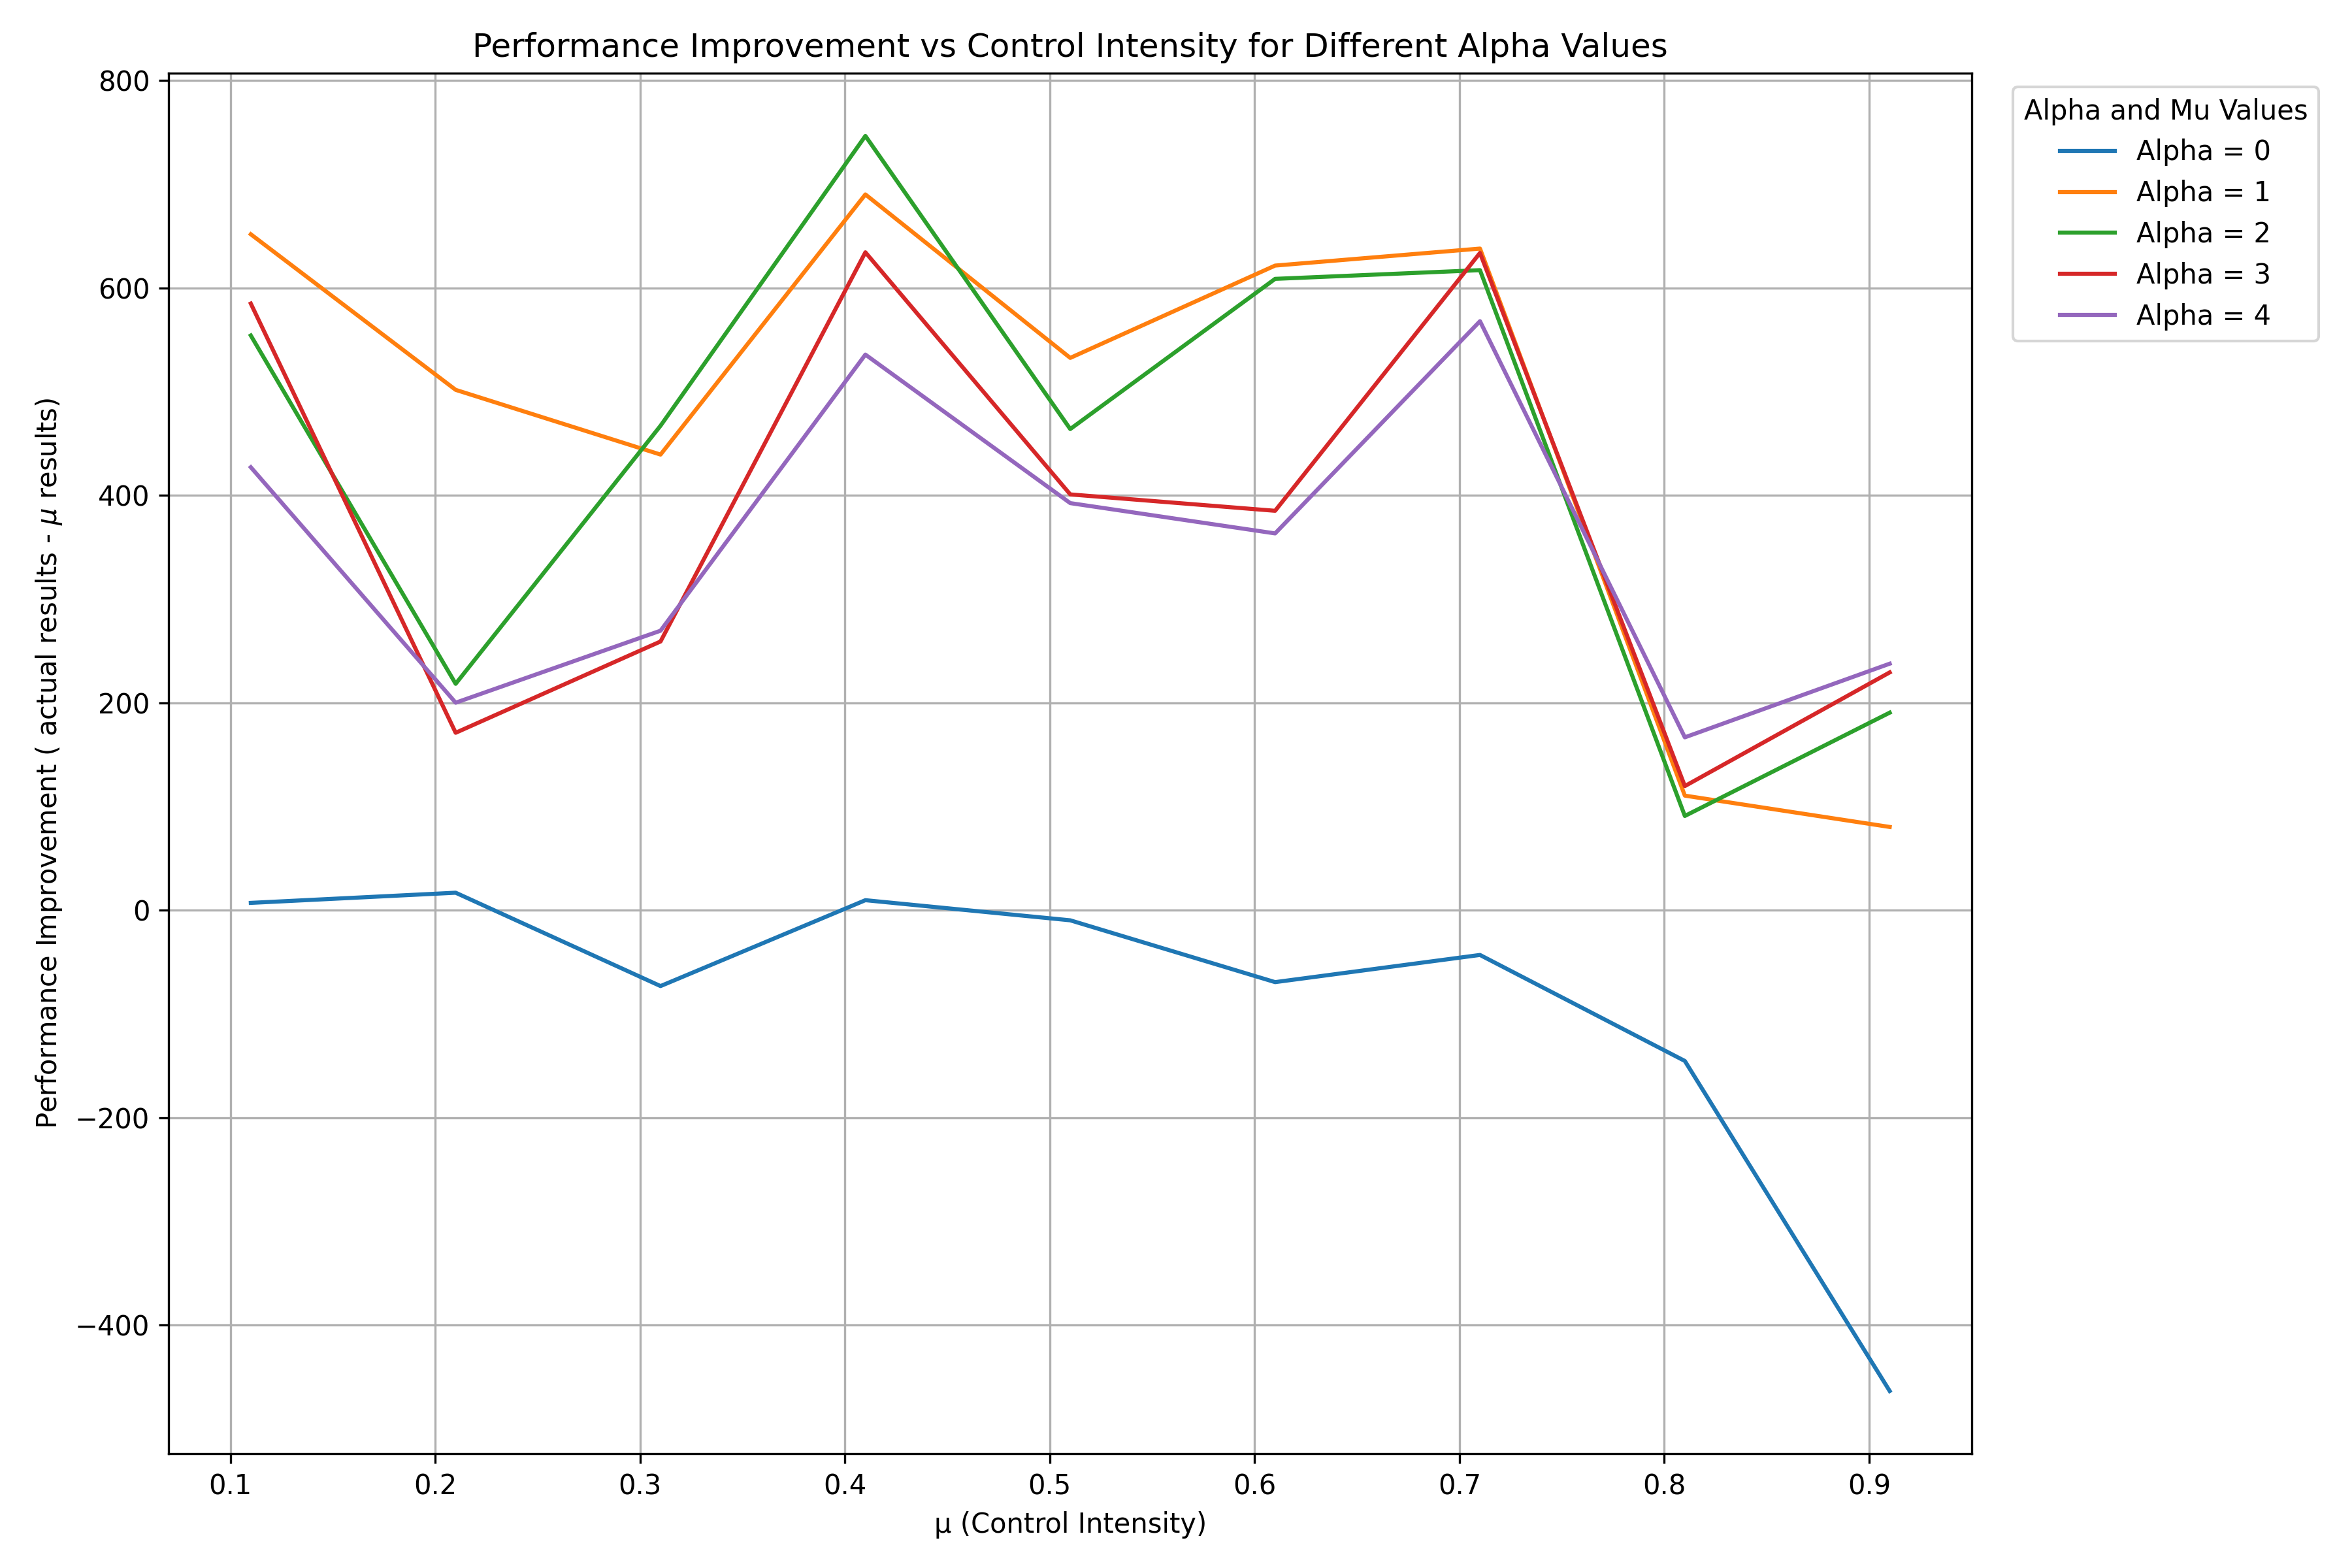 Performance Improvement vs Control Intensity for Different Alpha Values
Performance Improvement ( actual results - μ results)
800
600
400
200
0
−200
−400
0.1 0.2 0.3 0.4 0.5 0.6 0.7 0.8 0.9
μ (Control Intensity)
Alpha and Mu Values
Alpha = 0
Alpha = 1
Alpha = 2
Alpha = 3
Alpha = 4